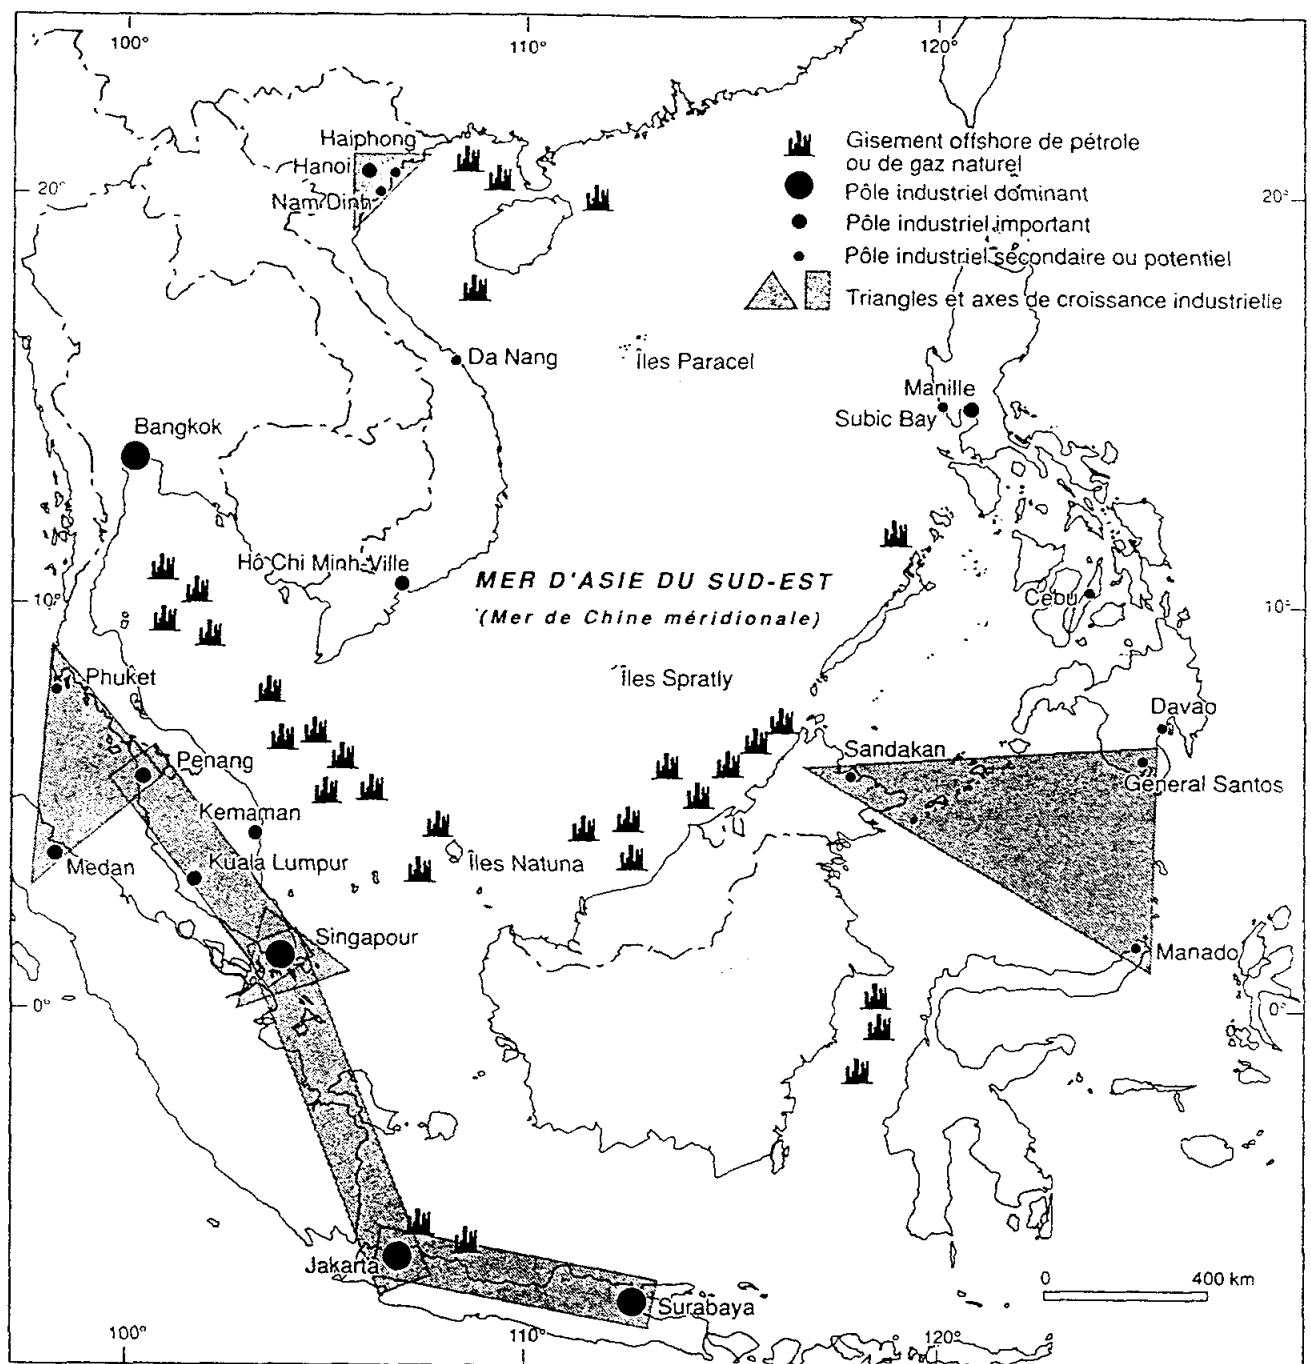 100°
110°
120°
Haiphong
Hanoi
Nam Dinh
Gisement offshore de pétrole
ou de gaz naturel
Pôle industriel dominant
Pôle industriel important
Pôle industriel secondaire ou potentiel
Triangles et axes de croissance industrielle
20°
20°
Da Nang
Îles Paracel
Manille
Subic Bay
Bangkok
Hô Chi Minh-Ville
MER D'ASIE DU SUD-EST
(Mer de Chine méridionale)
10°
10°
Cebu
Phuket
Îles Spratly
Davao
Penang
Sandakan
General Santos
Kemaman
Medan
Kuala Lumpur
Îles Natuna
Singapour
Manado
0°
0°
Jakarta
Surabaya
0 400 km
100°
110°
120°